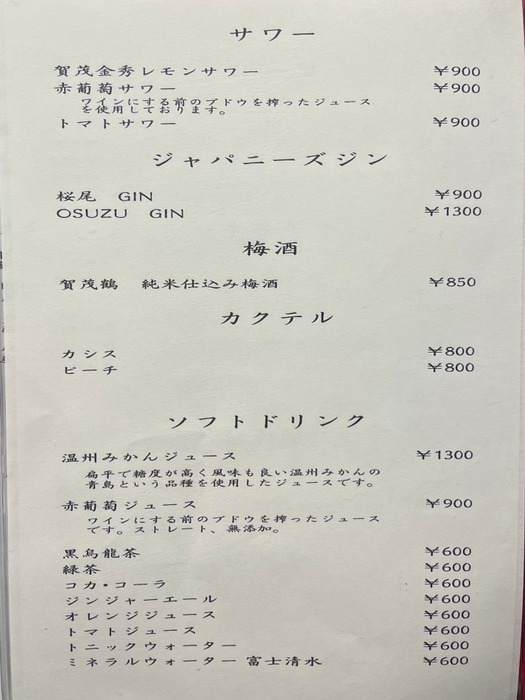 サワー
賀茂金秀レモンサワー ¥900
赤葡萄サワー ¥900
ワインにする前のブドウを搾ったジュース
を使用しております。
トマトサワー ¥900
ジャパニーズジン
桜尾 GIN ¥900
OSUZU GIN ¥1300
梅酒
賀茂鶴 純米仕込み梅酒 ¥850
カクテル
カシス ¥800
ピーチ ¥800
ソフトドリンク
温州みかんジュース ¥1300
扁平で糖度が高く風味も良い温州みかんの
青島という品種を使用したジュースです。
赤葡萄ジュース ¥900
ワインにする前のブドウを搾ったジュース
です。ストレート、無添加。
黒烏龍茶 ¥600
緑茶 ¥600
コカ・コーラ ¥600
ジンジャーエール ¥600
オレンジジュース ¥600
トマトジュース ¥600
トニックウォーター ¥600
ミネラルウォーター 富士清水 ¥600